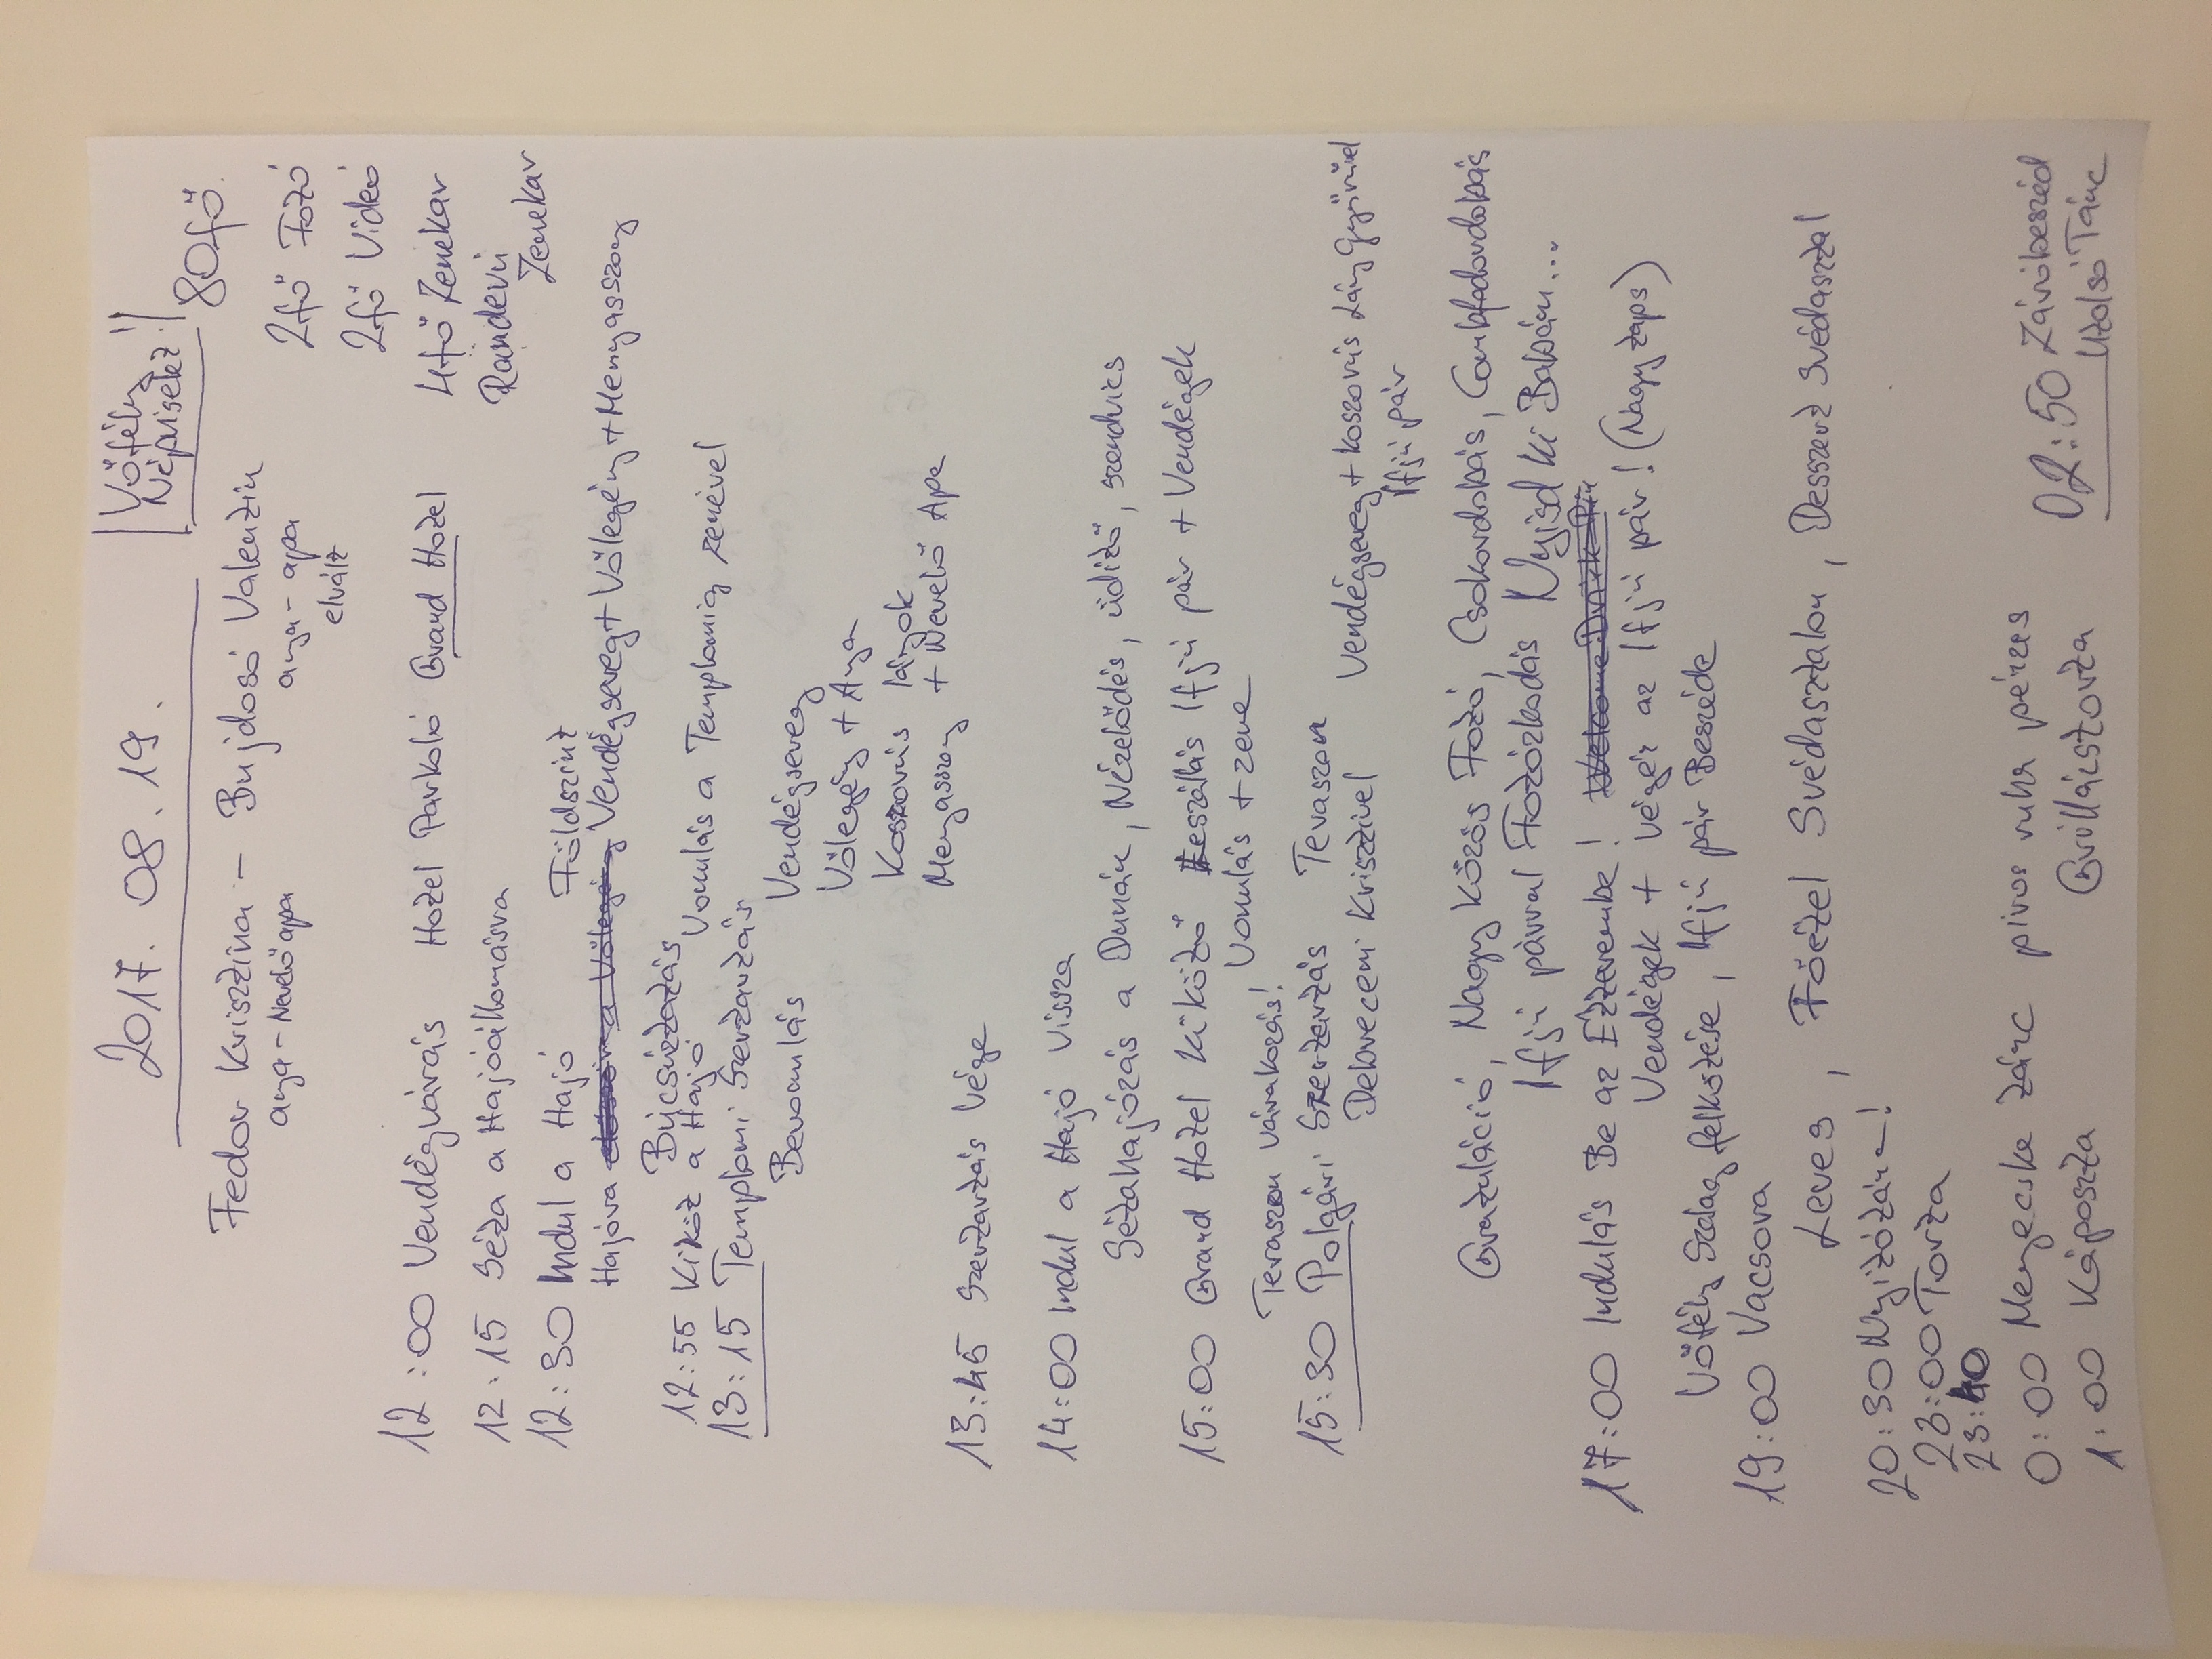 2017. 08. 19.
Vőfély
Népviselet !!
80fő.
Fedor Krisztina - Bujdosó Valentin
anya - Nevelő apa
anya - apa
elvált
2fő Fotó
2fő Videó
4fő Zenekar
Rándevú
Zenekar
12:00 Vendégvárás Hotel Parkoló Grand Hotel
12:15 Séta a Hajóállomásra
12:30 Indul a Hajó Földszint
Hajóra először a Vőlegény Vendégsereg + Vőlegény + Menyasszony
Búcsúztatás
12:55 Kiköt a Hajó Vonulás a Templomig zenével
13:15 Templomi Szertartás
Bevonulás Vendégsereg
Vőlegény + Anya
Koszorús lányok
Menyasszony + Nevelő Apa
13:45 Szertartás Vége
14:00 Indul a Hajó Vissza
Sétahajózás a Dunán, Nézelődés, üdítő, szendvics
15:00 Grand Hotel Kikötő Leszállás Ifjú pár + Vendégek
Vonulás + zene
Teraszon várakozás!
15:30 Polgári Szertartás Teraszon
Debreceni Krisztivel Vendégsereg + Koszorús Lány Gyűrűvel
Ifjú pár
Gratuláció, Nagy Közös Fotó, Csokordobás, Combfedordobás
Ifjú párral Fotózkodás Nyisd ki Babám...
17:00 Indulás Be az Étterembe! Welcome Drink
Vendégek + végén az Ifjú pár! (Nagy taps)
Vőfély Szalag felkötése, Ifjú pár Beszéde
19:00 Vacsora
Leves, Főétel Svédasztalon, Desszert Svédasztal
20:30 Nyitótánc!
23:00 Torta
23:40
0:00 Menyecske tánc piros ruha pénzes
1:00 Káposzta Grillázstorta
02:50 Záróbeszéd
Utolsó Tánc